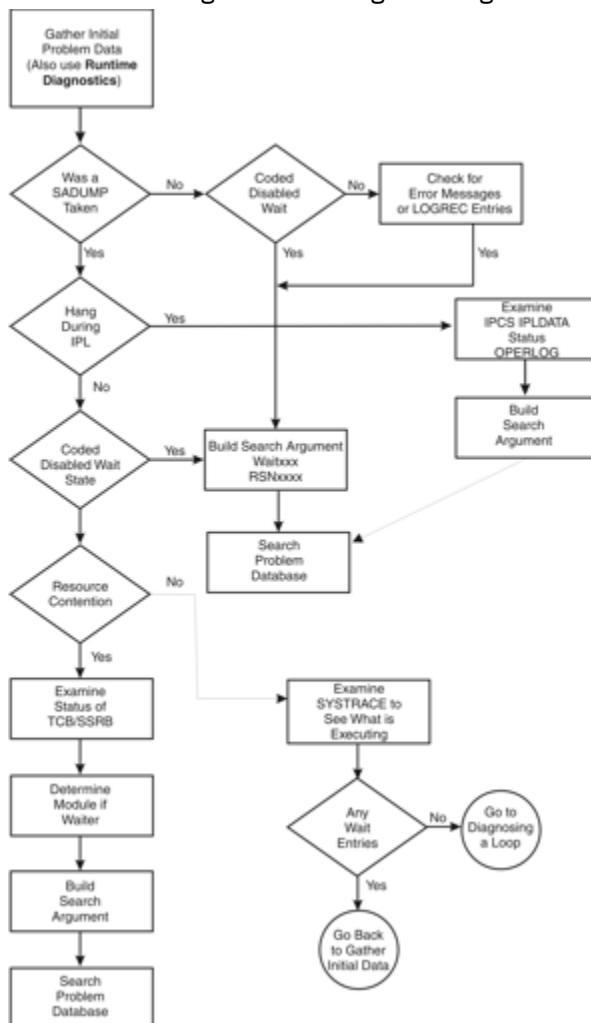 Gather Initial
Problem Data
(Also use Runtime
Diagnostics)
Was a
SADUMP
Taken
No
Coded
Disabled
Wait
No
Check for
Error Messages
or LOGREC Entries
Yes
Yes
Yes
Hang
During
IPL
Yes
Examine
IPCS IPLDATA
Status
OPERLOG
No
Build
Search
Argument
Coded
Disabled Wait
State
Yes
Build Search Argument
Waitxxx
RSNxxxx
Search
Problem
Database
Resource
Contention
No
Yes
Examine
Status of
TCB/SSRB
Examine
SYSTRACE to
See What is
Executing
Determine
Module if
Waiter
Any
Wait
Entries
No
Go to
Diagnosing
a Loop
Yes
Build
Search
Argument
Go Back
to Gather
Initial Data
Search
Problem
Database